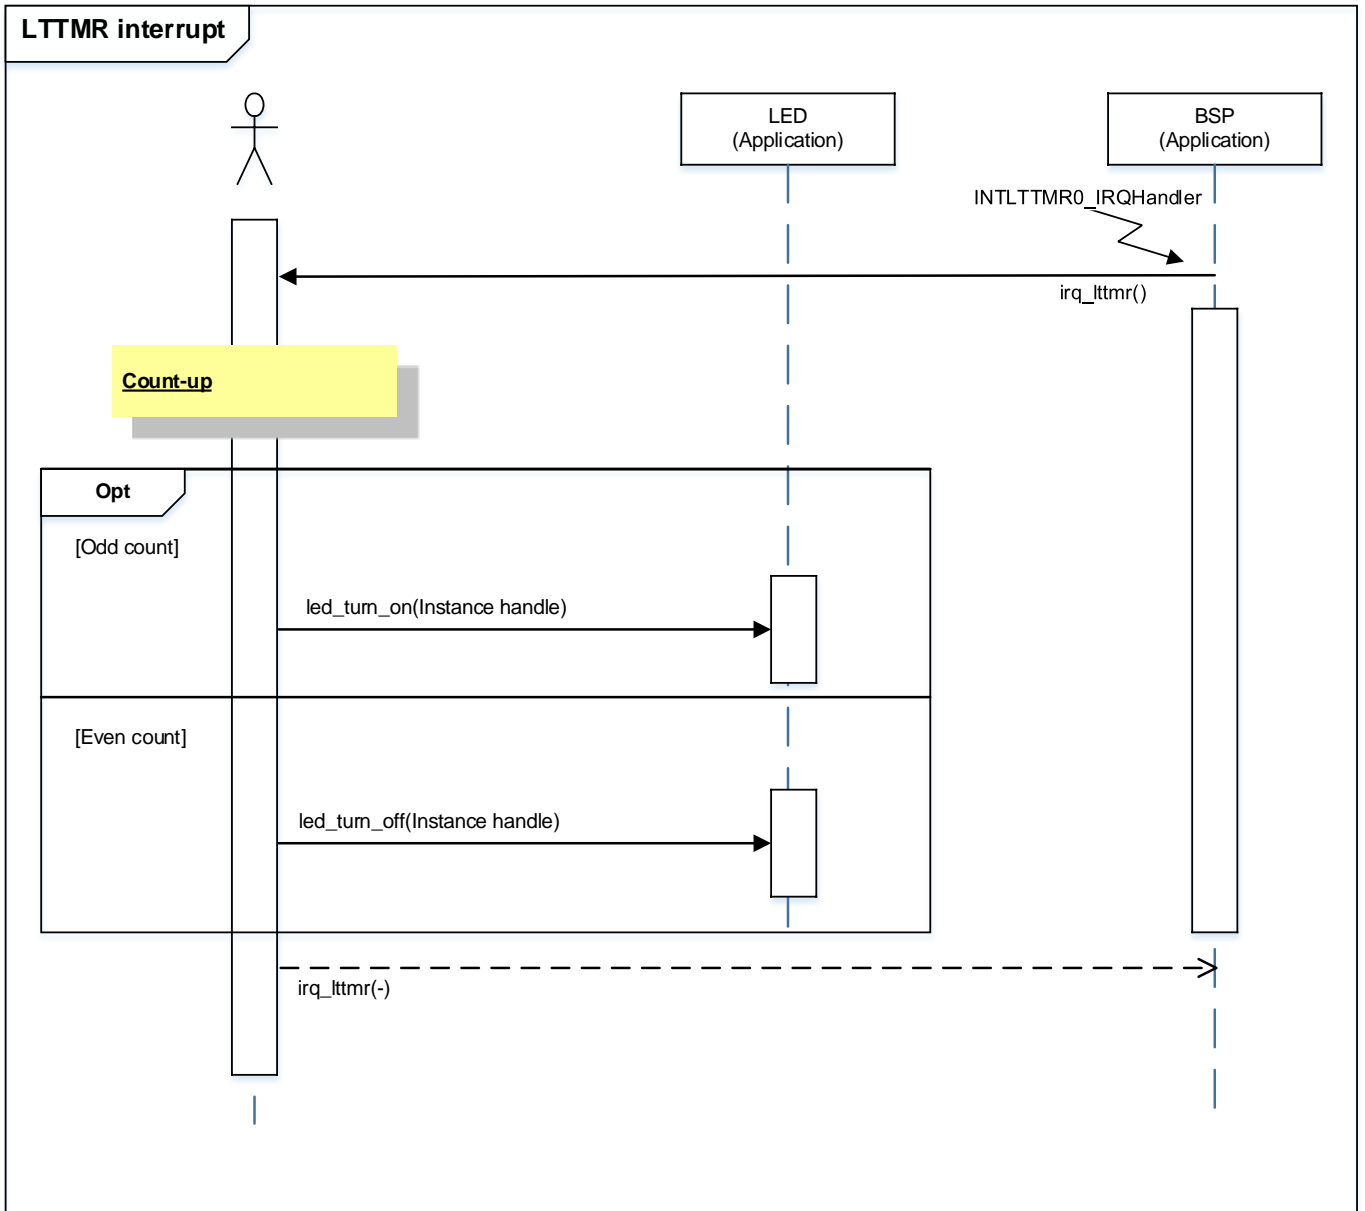 LTTMR interrupt
LED
(Application)
BSP
(Application)
INTLTTMR0_IRQHandler
irq_lttmr()
Count-up
Opt
[Odd count]
led_turn_on(Instance handle)
[Even count]
led_turn_off(Instance handle)
irq_lttmr(-)